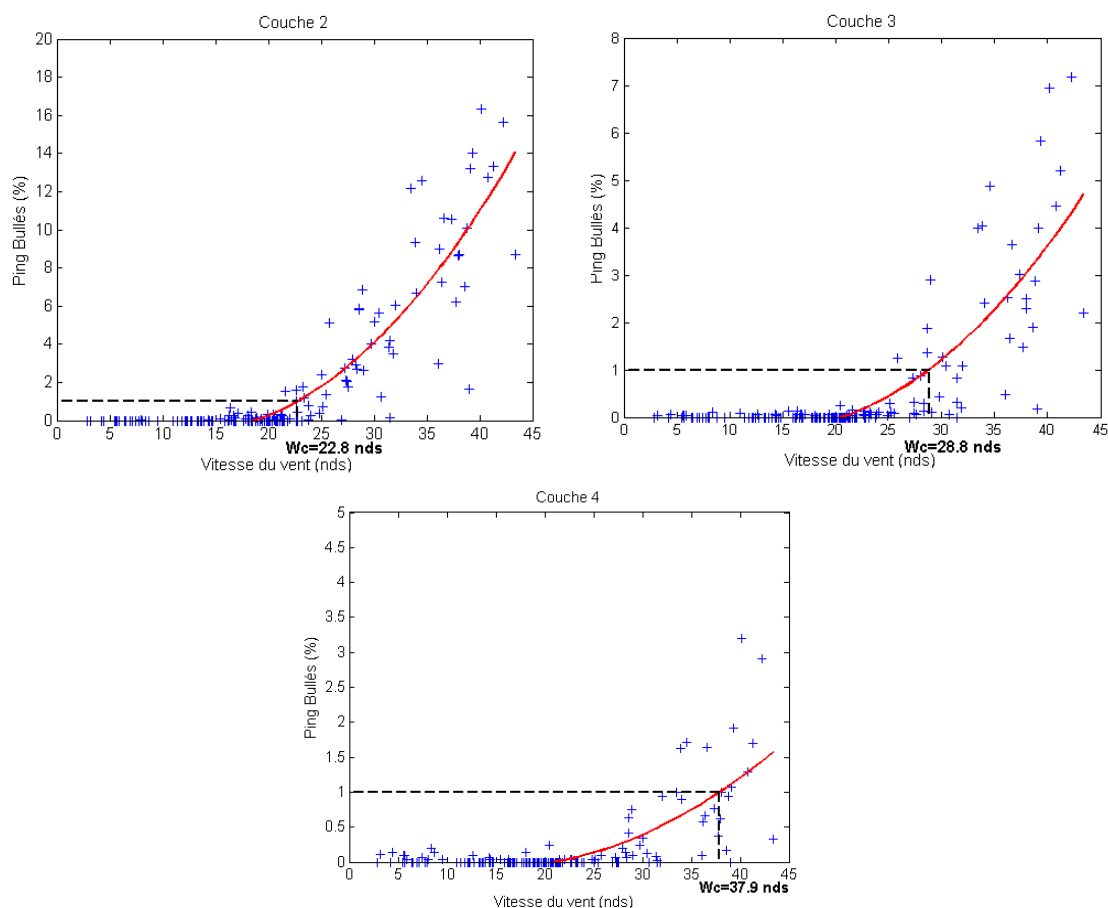 Couche 2
20
18
16
14
12
10
8
6
4
2
0
Ping Bullés (%)
0 5 10 15 20 25 30 35 40 45
Wc=22.8 nds
Vitesse du vent (nds)
Couche 3
8
7
6
5
4
3
2
1
0
Ping Bullés (%)
0 5 10 15 20 25 30 35 40 45
Wc=28.8 nds
Vitesse du vent (nds)
Couche 4
5
4.5
4
3.5
3
2.5
2
1.5
1
0.5
0
Ping Bullés (%)
0 5 10 15 20 25 30 35 40 45
Wc=37.9 nds
Vitesse du vent (nds)